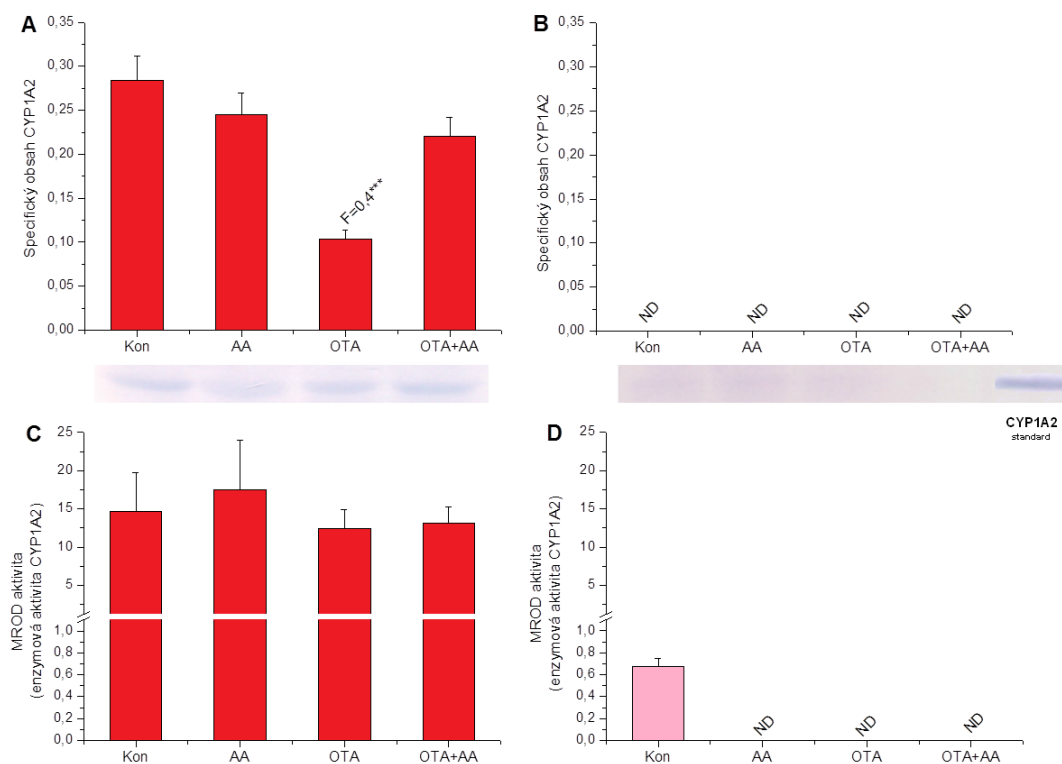 A
Specifický obsah CYP1A2
0,35
0,30
0,25
0,20
0,15
0,10
0,05
0,00
F=0,4***
Kon AA OTA OTA+AA
B
Specifický obsah CYP1A2
0,35
0,30
0,25
0,20
0,15
0,10
0,05
0,00
ND ND ND ND
Kon AA OTA OTA+AA
CYP1A2
standard
C
MROD aktivita
(enzymová aktivita CYP1A2)
25
20
15
10
5
1,0
0,8
0,6
0,4
0,2
0,0
Kon AA OTA OTA+AA
D
MROD aktivita
(enzymová aktivita CYP1A2)
25
20
15
10
5
1,0
0,8
0,6
0,4
0,2
0,0
ND ND ND
Kon AA OTA OTA+AA